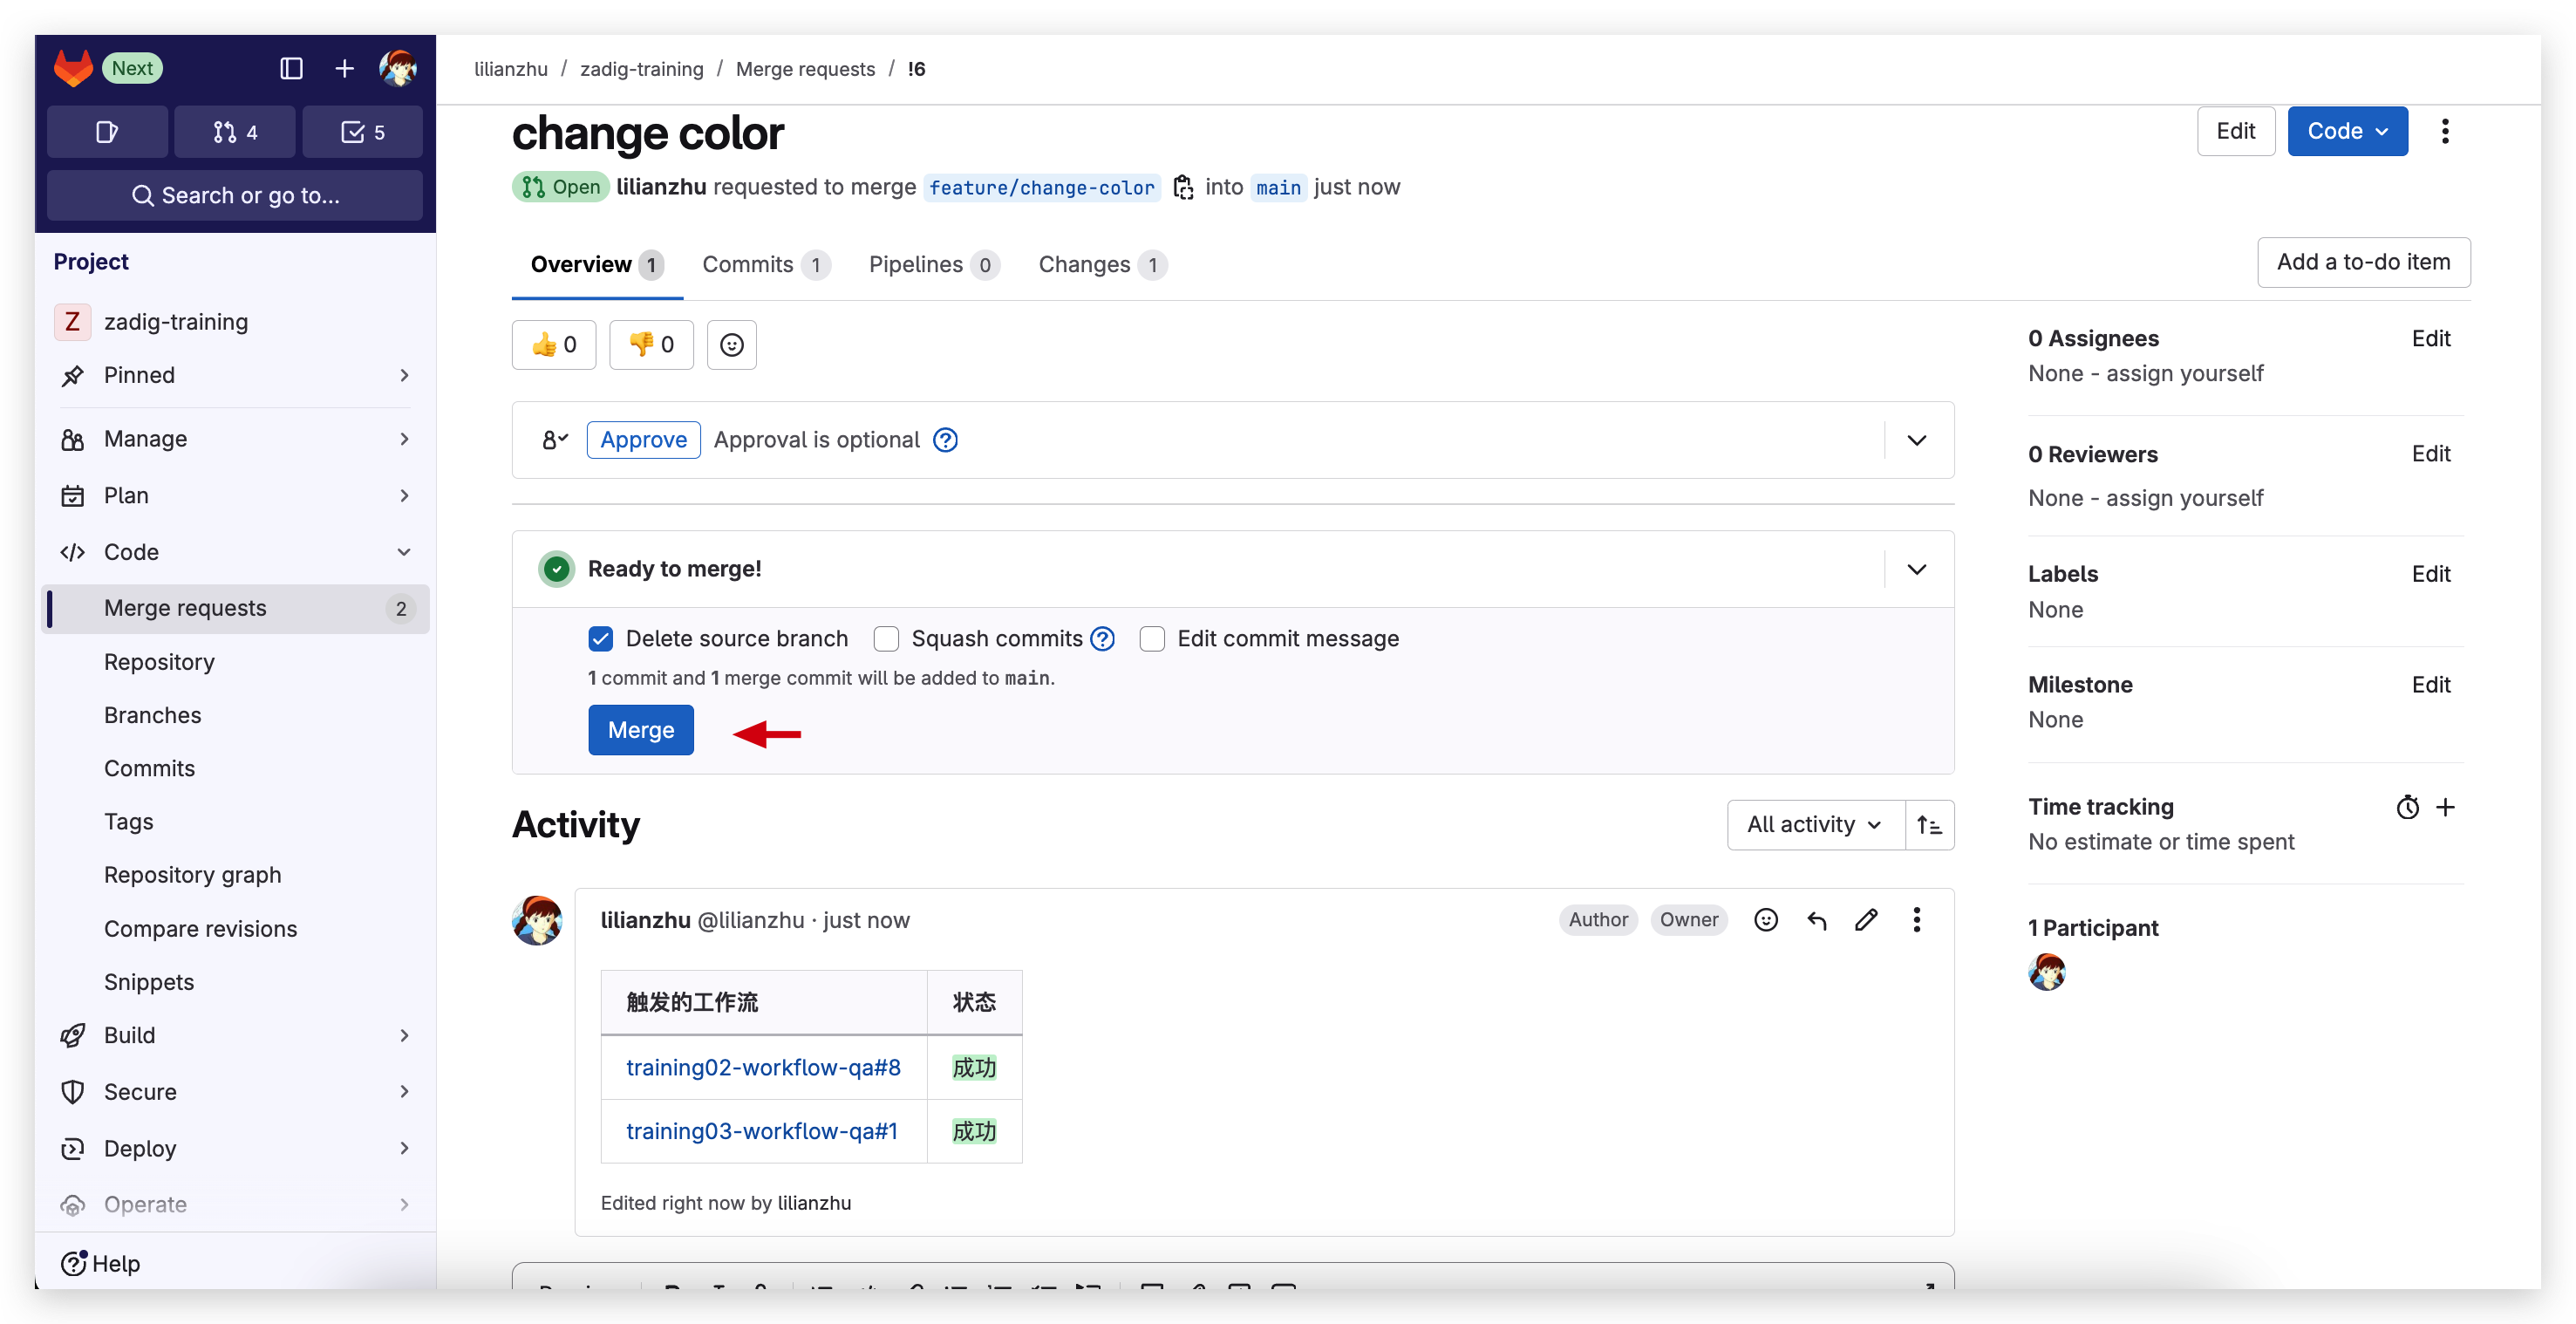 Next
4
5
Search or go to...
Project
Z zadig-training
Pinned
Manage
Plan
Code
Merge requests 2
Repository
Branches
Commits
Tags
Repository graph
Compare revisions
Snippets
Build
Secure
Deploy
Operate
Help
lilianzhu / zadig-training / Merge requests / !6
change color
Edit Code
Open lilianzhu requested to merge feature/change-color into main just now
Overview 1 Commits 1 Pipelines 0 Changes 1
Add a to-do item
👍 0 👎 0
Approve Approval is optional
Ready to merge!
Delete source branch Squash commits Edit commit message
1 commit and 1 merge commit will be added to main.
Merge
Activity
All activity
lilianzhu @lilianzhu · just now
Author Owner
触发的工作流 状态
training02-workflow-qa#8 成功
training03-workflow-qa#1 成功
Edited right now by lilianzhu
0 Assignees Edit
None - assign yourself
0 Reviewers Edit
None - assign yourself
Labels Edit
None
Milestone Edit
None
Time tracking
No estimate or time spent
1 Participant